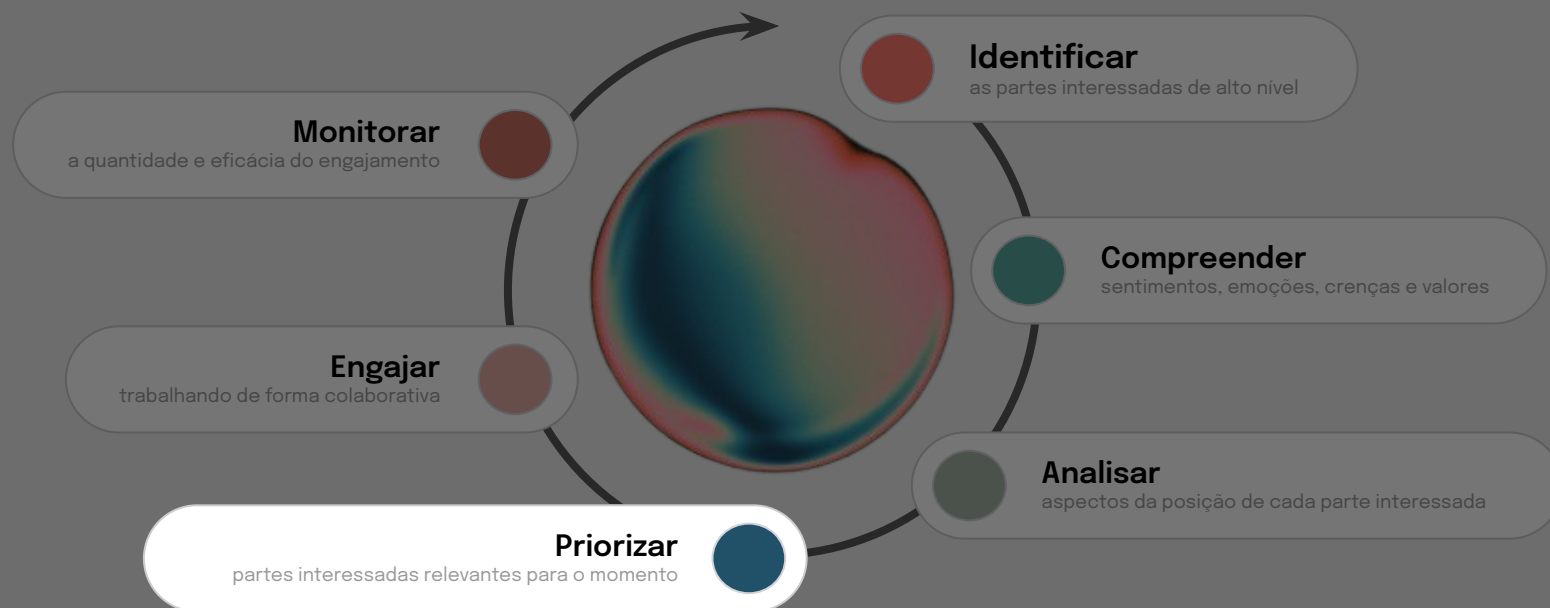 Identificar
as partes interessadas de alto nível
Compreender
sentimentos, emoções, crenças e valores
Analisar
aspectos da posição de cada parte interessada
Priorizar
partes interessadas relevantes para o momento
Engajar
trabalhando de forma colaborativa
Monitorar
a quantidade e eficácia do engajamento